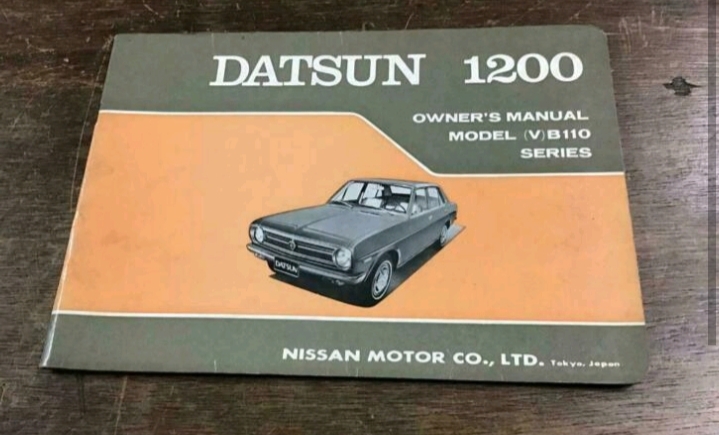 DATSUN 1200
OWNER'S MANUAL
MODEL (V)B110
SERIES
DATSUN
NISSAN MOTOR CO., LTD. Tokyo, Japan